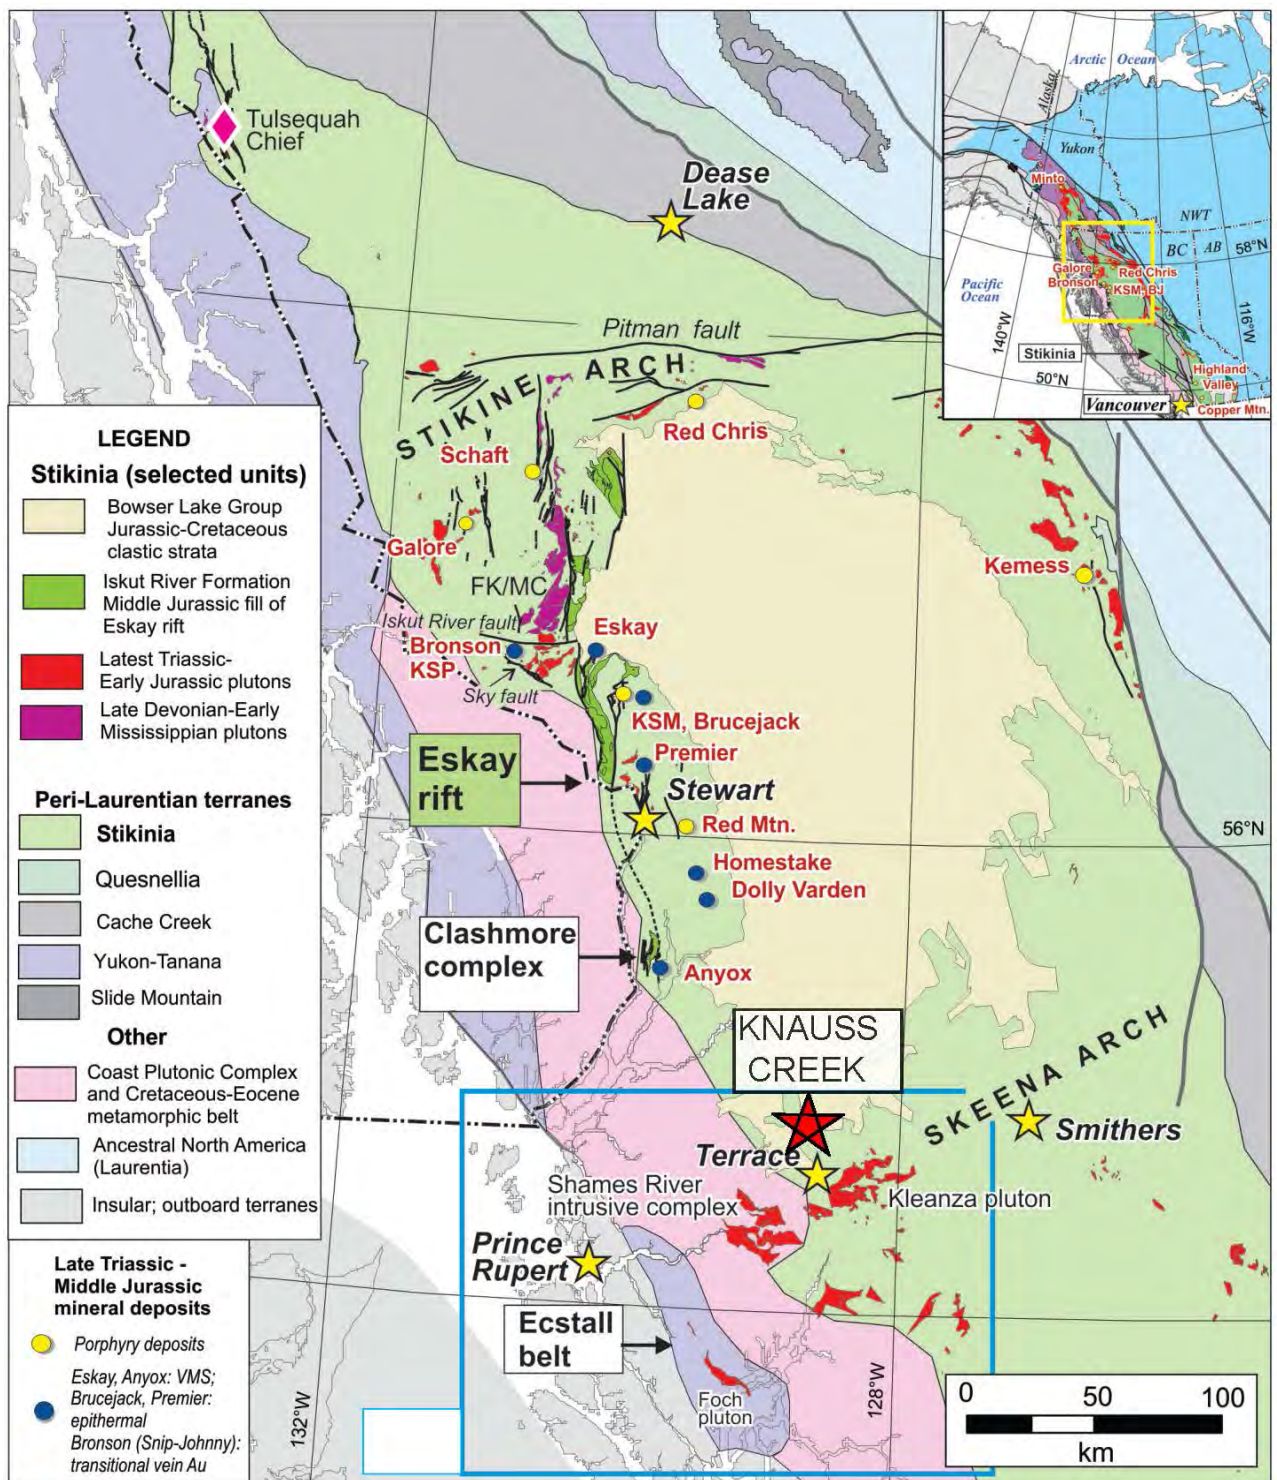 Tulsequah
Chief
Dease
Lake
Pitman fault
STIKINE ARCH
Red Chris
Schaft
Galore
FK/MC
Iskut River fault
Bronson
KSP
Sky fault
Eskay
KSM, Brucejack
Premier
Eskay
rift
Stewart
Red Mtn.
56°N
Homestake
Dolly Varden
Clashmore
complex
Anyox
Kemess
KNAUSS
CREEK
SKEENA ARCH
Smithers
Terrace
Shames River
intrusive complex
Kleanza pluton
Prince
Rupert
Ecstall
belt
Foch
pluton
132°W
128°W
0 50 100
km
Arctic Ocean
Alaska
Yukon
Minto
NWT
BC
AB
58°N
Galore
Bronson
Red Chris
KSM, BJ
Pacific
Ocean
140°W
116°W
Stikinia
50°N
Highland
Valley
Vancouver
Copper Mtn.
LEGEND
Stikinia (selected units)
Bowser Lake Group
Jurassic-Cretaceous
clastic strata
Iskut River Formation
Middle Jurassic fill of
Eskay rift
Latest Triassic-
Early Jurassic plutons
Late Devonian-Early
Mississippian plutons
Peri-Laurentian terranes
Stikinia
Quesnellia
Cache Creek
Yukon-Tanana
Slide Mountain
Other
Coast Plutonic Complex
and Cretaceous-Eocene
metamorphic belt
Ancestral North America
(Laurentia)
Insular; outboard terranes
Late Triassic -
Middle Jurassic
mineral deposits
Porphyry deposits
Eskay, Anyox: VMS;
Brucejack, Premier:
epithermal
Bronson (Snip-Johnny):
transitional vein Au